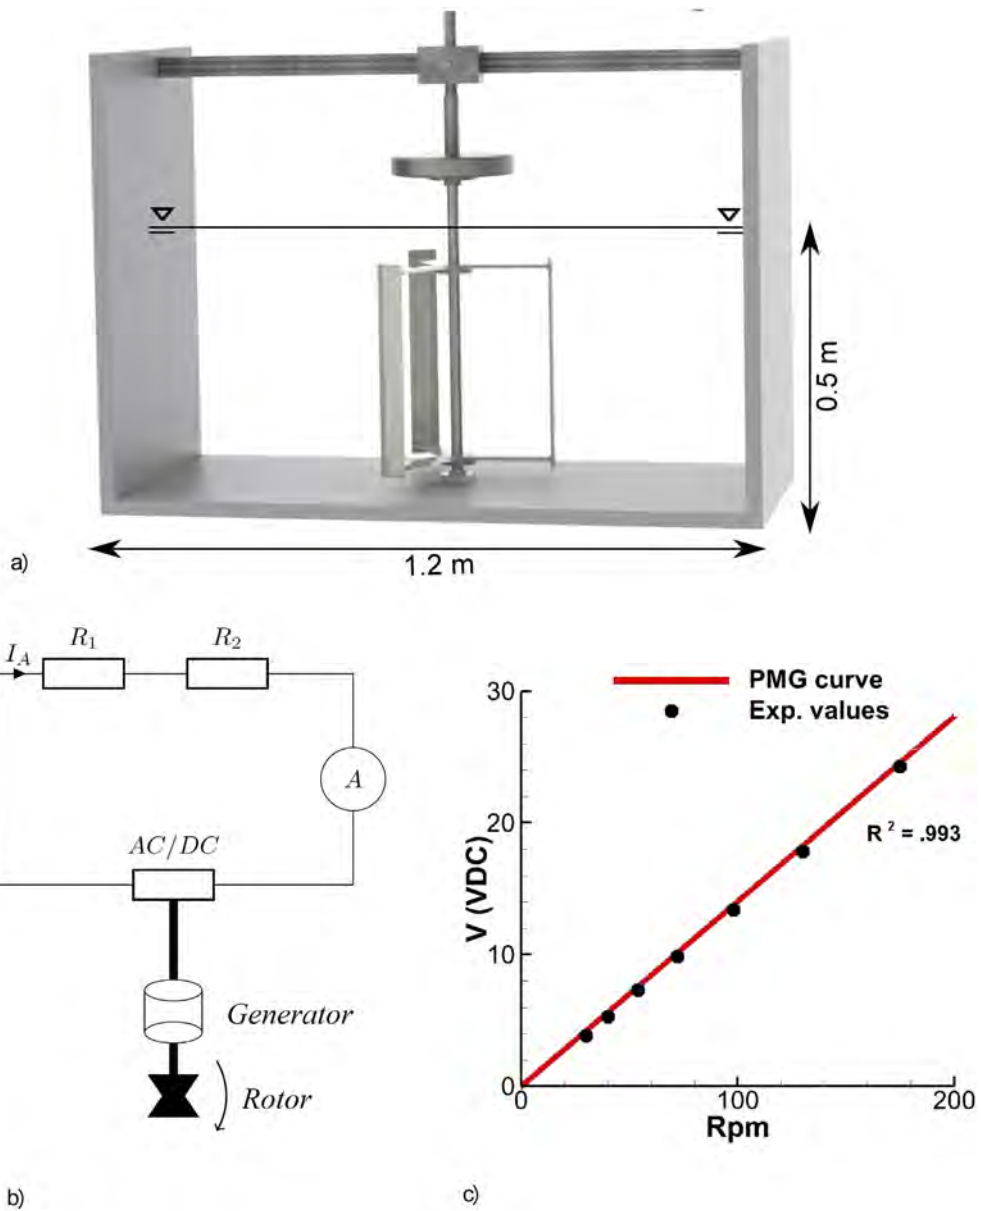 0.5 m
1.2 m
a)
I_A
R_1
R_2
A
AC/DC
Generator
Rotor
b)
PMG curve
Exp. values
30
20
10
0
V (VDC)
R ² = .993
0
100
200
Rpm
c)